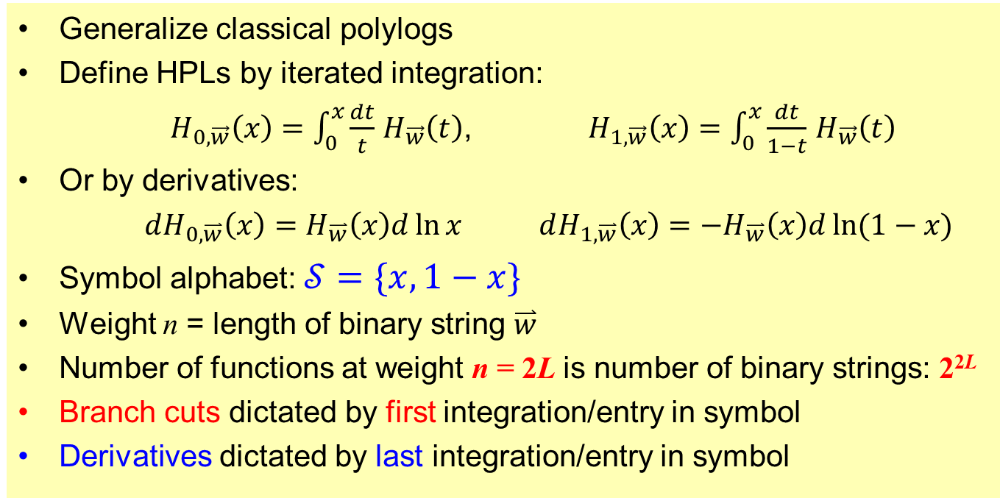 • Generalize classical polylogs
• Define HPLs by iterated integration:
$H_{0,\vec{w}}(x) = \int_0^x \frac{dt}{t} H_{\vec{w}}(t),$ $H_{1,\vec{w}}(x) = \int_0^x \frac{dt}{1-t} H_{\vec{w}}(t)$
• Or by derivatives:
$dH_{0,\vec{w}}(x) = H_{\vec{w}}(x) d \ln x$ $dH_{1,\vec{w}}(x) = -H_{\vec{w}}(x) d \ln(1 - x)$
• Symbol alphabet: $\mathcal{S} = \{x, 1 - x\}$
• Weight $n$ = length of binary string $\vec{w}$
• Number of functions at weight $n = 2L$ is number of binary strings: $2^{2L}$
• Branch cuts dictated by first integration/entry in symbol
• Derivatives dictated by last integration/entry in symbol